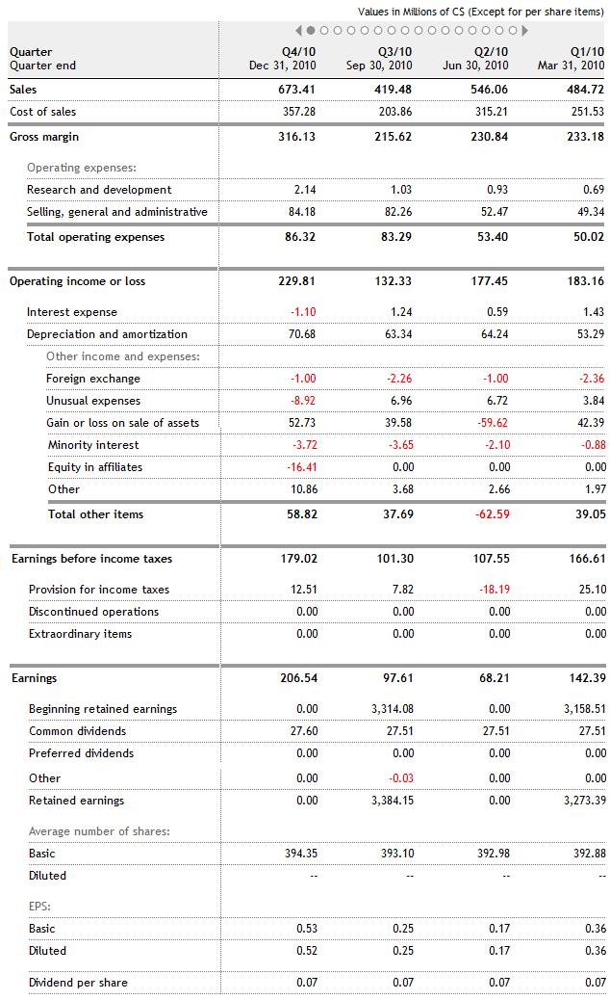 Values in Millions of C$ (Except for per share items)
Quarter Q4/10 Q3/10 Q2/10 Q1/10
Quarter end Dec 31, 2010 Sep 30, 2010 Jun 30, 2010 Mar 31, 2010
Sales 673.41 419.48 546.06 484.72
Cost of sales 357.28 203.86 315.21 251.53
Gross margin 316.13 215.62 230.84 233.18
Operating expenses:
Research and development 2.14 1.03 0.93 0.69
Selling, general and administrative 84.18 82.26 52.47 49.34
Total operating expenses 86.32 83.29 53.40 50.02
Operating income or loss 229.81 132.33 177.45 183.16
Interest expense -1.10 1.24 0.59 1.43
Depreciation and amortization 70.68 63.34 64.24 53.29
Other income and expenses:
Foreign exchange -1.00 -2.26 -1.00 -2.36
Unusual expenses -8.92 6.96 6.72 3.84
Gain or loss on sale of assets 52.73 39.58 -59.62 42.39
Minority interest -3.72 -3.65 -2.10 -0.88
Equity in affiliates -16.41 0.00 0.00 0.00
Other 10.86 3.68 2.66 1.97
Total other items 58.82 37.69 -62.59 39.05
Earnings before income taxes 179.02 101.30 107.55 166.61
Provision for income taxes 12.51 7.82 -18.19 25.10
Discontinued operations 0.00 0.00 0.00 0.00
Extraordinary items 0.00 0.00 0.00 0.00
Earnings 206.54 97.61 68.21 142.39
Beginning retained earnings 0.00 3,314.08 0.00 3,158.51
Common dividends 27.60 27.51 27.51 27.51
Preferred dividends 0.00 0.00 0.00 0.00
Other 0.00 -0.03 0.00 0.00
Retained earnings 0.00 3,384.15 0.00 3,273.39
Average number of shares:
Basic 394.35 393.10 392.98 392.88
Diluted -- -- -- --
EPS:
Basic 0.53 0.25 0.17 0.36
Diluted 0.52 0.25 0.17 0.36
Dividend per share 0.07 0.07 0.07 0.07